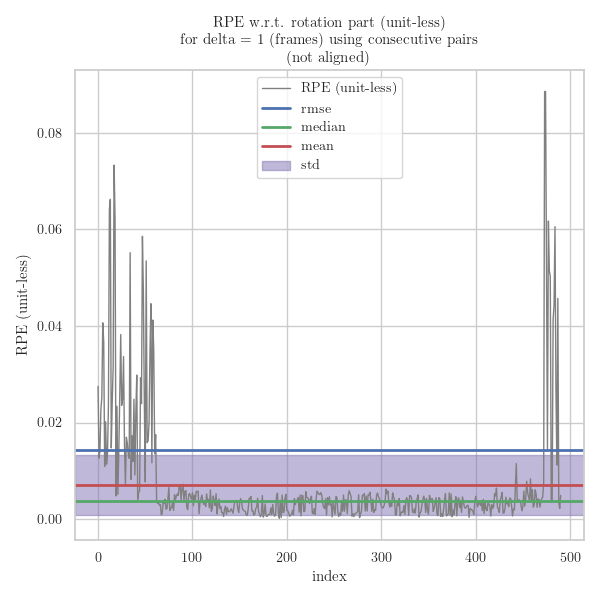 RPE w.r.t. rotation part (unit-less)
for delta = 1 (frames) using consecutive pairs
(not aligned)
RPE (unit-less)
rmse
median
mean
std
RPE (unit-less)
0.08
0.06
0.04
0.02
0.00
0 100 200 300 400 500
index